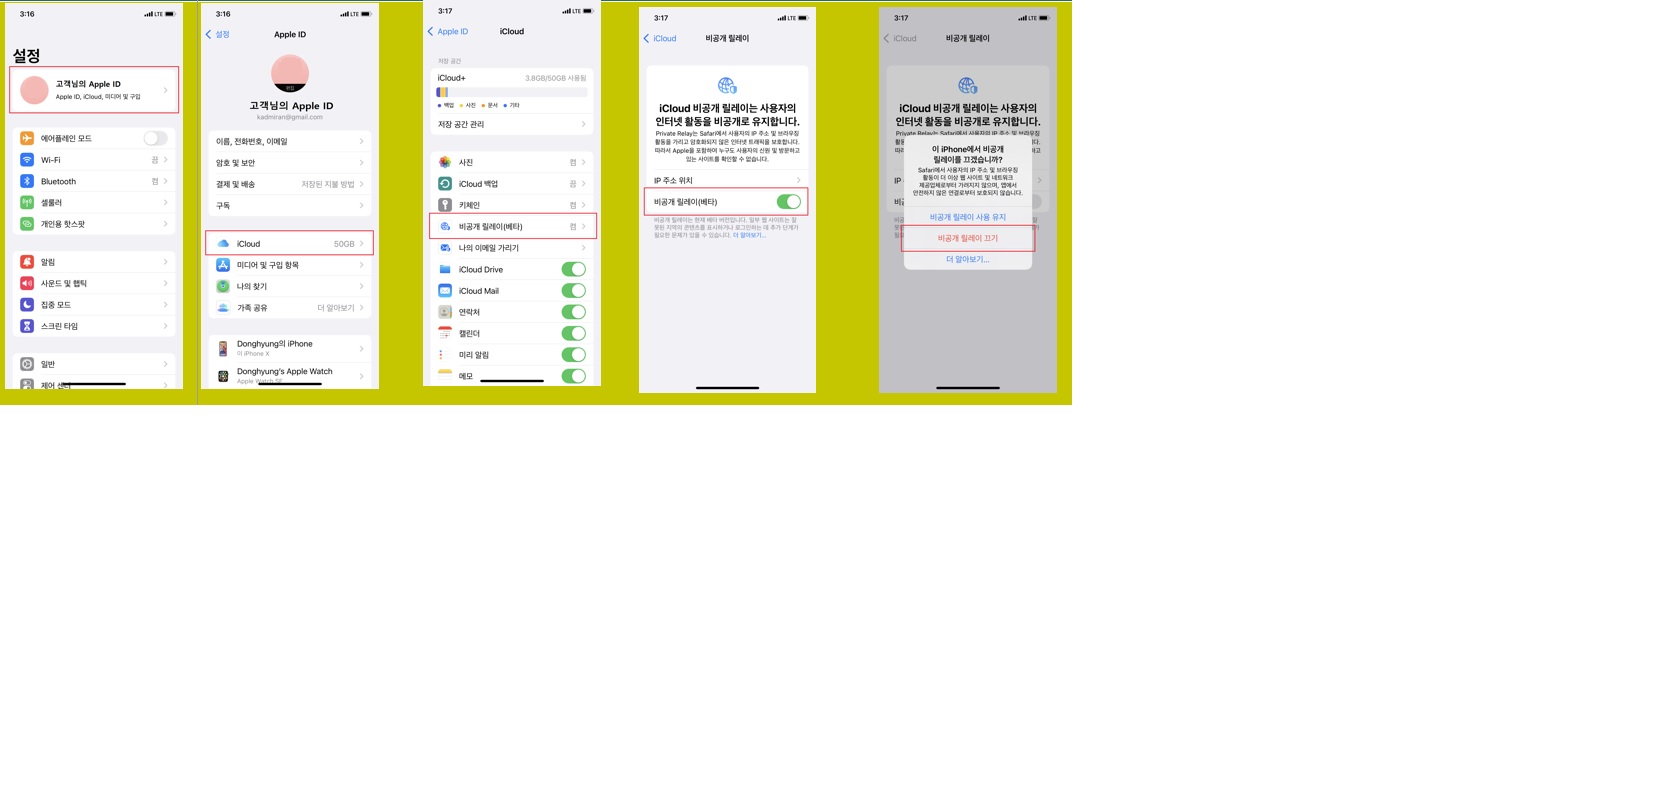 3:16
LTE
설정
고객님의 Apple ID
Apple ID, iCloud, 미디어 및 구입
에어플레인 모드
Wi-Fi 끔
Bluetooth 켬
셀룰러
개인용 핫스팟
알림
사운드 및 햅틱
집중 모드
스크린 타임
일반
제어 센터
3:16
LTE
설정
Apple ID
편집
고객님의 Apple ID
kadmiran@gmail.com
이름, 전화번호, 이메일
암호 및 보안
결제 및 배송 저장된 지불 방법
구독
iCloud 50GB
미디어 및 구입 항목
나의 찾기
가족 공유 더 알아보기
Donghyung의 iPhone
이 iPhone X
Donghyung's Apple Watch
Apple Watch SE
3:17
LTE
Apple ID
iCloud
저장 공간
iCloud+ 3.8GB/50GB 사용됨
백업 사진 문서 기타
저장 공간 관리
사진 켬
iCloud 백업 끔
키체인 켬
비공개 릴레이(베타) 켬
나의 이메일 가리기
iCloud Drive
iCloud Mail
연락처
캘린더
미리 알림
메모
3:17
LTE
iCloud
비공개 릴레이
iCloud 비공개 릴레이는 사용자의
인터넷 활동을 비공개로 유지합니다.
Private Relay는 Safari에서 사용자의 IP 주소 및 브라우징
활동을 가리고 암호화되지 않은 인터넷 트래픽을 보호합니다.
따라서 Apple을 포함하여 누구도 사용자의 신원 및 방문하고
있는 사이트를 확인할 수 없습니다.
IP 주소 위치
비공개 릴레이(베타)
비공개 릴레이는 현재 베타 버전입니다. 일부 웹 사이트는 잘
못된 지역의 콘텐츠를 표시하거나 로그인하는 데 추가 단계가
필요한 문제가 있을 수 있습니다. 더 알아보기...
3:17
LTE
iCloud
비공개 릴레이
iCloud 비공개 릴레이는 사용자의
인터넷 활동을 비공개로 유지합니다.
Private Relay는 Safari에서 사용자의 IP 주소 및 브라우징
이 iPhone에서 비공개
릴레이를 끄겠습니까?
Safari에서 사용자의 IP 주소 및 브라우징
활동이 더 이상 웹 사이트 및 네트워크
제공업체로부터 가려지지 않으며, 앱에서
안전하지 않은 연결로부터 보호되지 않습니다.
IP
비공개 릴레이 사용 유지
비공개 릴레이 끄기
더 알아보기...